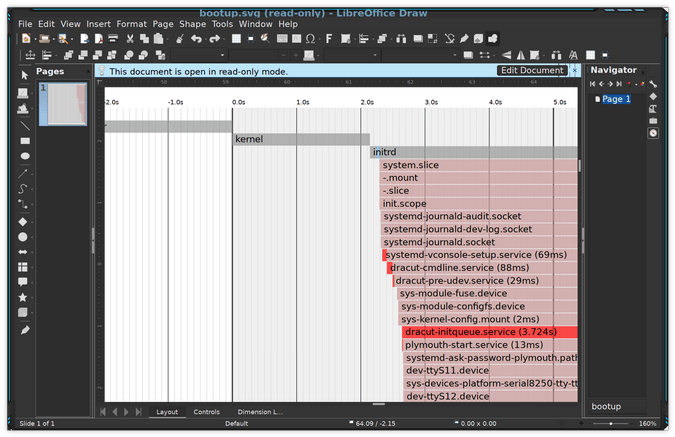 bootup.svg (read-only) - LibreOffice Draw
File Edit View Insert Format Page Shape Tools Window Help
Pages
This document is open in read-only mode.
Edit Document
Navigator
1
Page 1
-2.0s -1.0s 0.0s 1.0s 2.0s 3.0s 4.0s 5.0s
kernel
initrd
system.slice
-.mount
-.slice
init.scope
systemd-journald-audit.socket
systemd-journald-dev-log.socket
systemd-journald.socket
systemd-vconsole-setup.service (69ms)
dracut-cmdline.service (88ms)
dracut-pre-udev.service (29ms)
sys-module-fuse.device
sys-module-configfs.device
sys-kernel-config.mount (2ms)
dracut-initqueue.service (3.724s)
plymouth-start.service (13ms)
systemd-ask-password-plymouth.path
dev-ttyS11.device
sys-devices-platform-serial8250-tty-tt
dev-ttyS12.device
bootup
Layout Controls Dimension L...
Slide 1 of 1 Default 64.09 / -2.15 0.00 x 0.00 160%